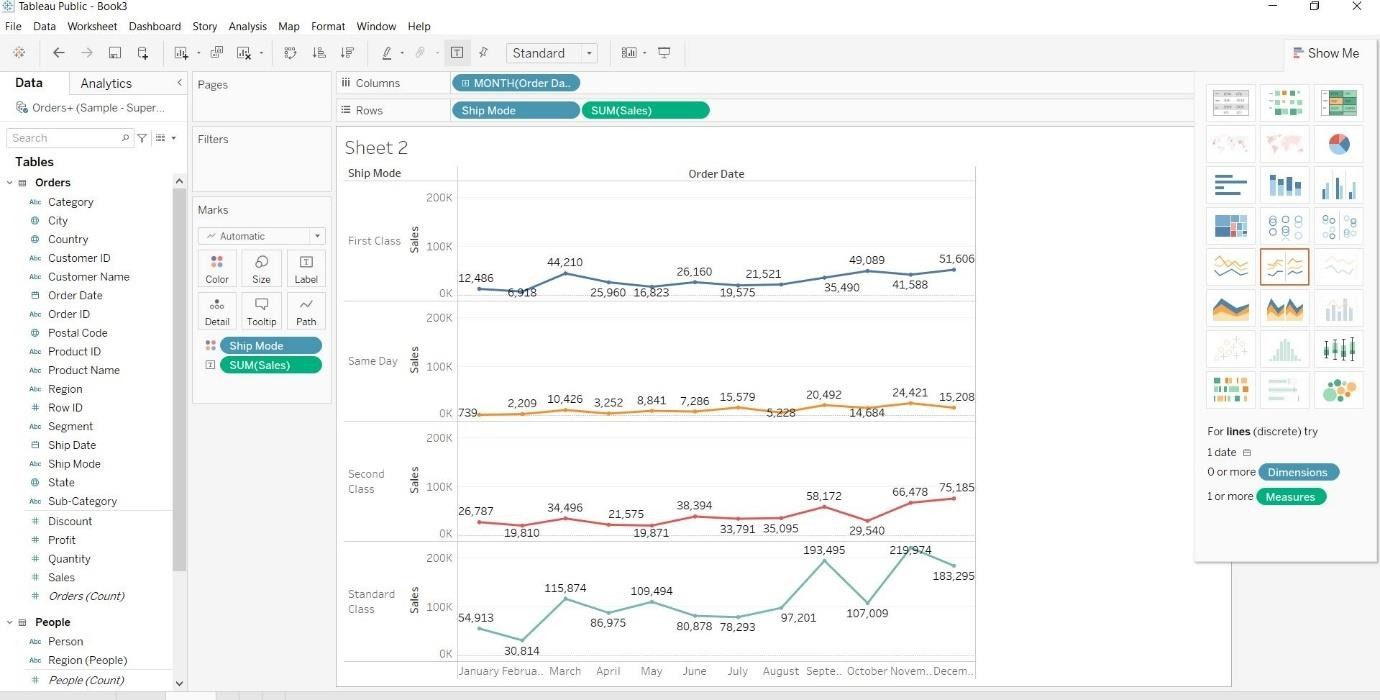 Tableau Public - Book3
File Data Worksheet Dashboard Story Analysis Map Format Window Help
Standard
Show Me
Data Analytics
Orders+ (Sample - Super...
Search
Tables
Orders
Abc Category
City
Country
Abc Customer ID
Abc Customer Name
Order Date
Abc Order ID
Postal Code
Abc Product ID
Abc Product Name
Abc Region
# Row ID
Abc Segment
Ship Date
Abc Ship Mode
State
Abc Sub-Category
# Discount
# Profit
# Quantity
# Sales
# Orders (Count)
People
Abc Person
Abc Region (People)
# People (Count)
Pages
Filters
Marks
Automatic
Color Size Label
Detail Tooltip Path
Ship Mode
SUM(Sales)
Columns MONTH(Order Da..
Rows Ship Mode SUM(Sales)
Sheet 2
Ship Mode Order Date
First Class
Sales
200K
100K
0K
12,486 6,918 44,210 25,960 16,823 26,160 19,575 21,521 35,490 49,089 41,588 51,606
Same Day
Sales
200K
100K
0K
739 2,209 10,426 3,252 8,841 7,286 15,579 5,228 20,492 14,684 24,421 15,208
Second
Class
Sales
200K
100K
0K
26,787 19,810 34,496 21,575 19,871 38,394 33,791 35,095 58,172 29,540 66,478 75,185
Standard
Class
Sales
200K
100K
0K
54,913 30,814 115,874 86,975 109,494 80,878 78,293 97,201 193,495 107,009 219,974 183,295
January Februa.. March April May June July August Septe.. October Novem.. Decem..
For lines (discrete) try
1 date
0 or more Dimensions
1 or more Measures